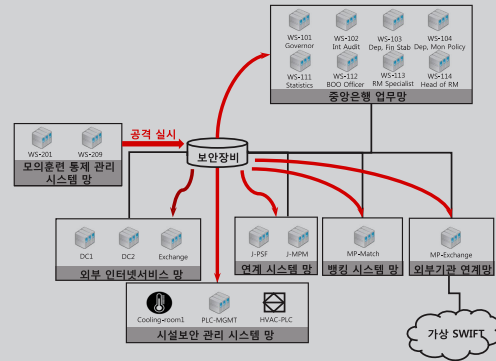 WS-101 WS-102 WS-103 WS-104
Governor Int Audit Dep, Fin Stab Dep, Mon Policy
WS-111 WS-112 WS-113 WS-114
Statistics BOO Officer RM Specialist Head of RM
중앙은행 업무망
공격 실시
WS-201 WS-209
모의훈련 통제 관리
시스템 망
보안장비
DC1 DC2 Exchange
외부 인터넷서비스 망
J-PSF J-MPM
연계 시스템 망
MP-Match
뱅킹 시스템 망
MP-Exchange
외부기관 연계망
Cooling-room1 PLC-MGMT HVAC-PLC
시설보안 관리 시스템 망
가상 SWIFT